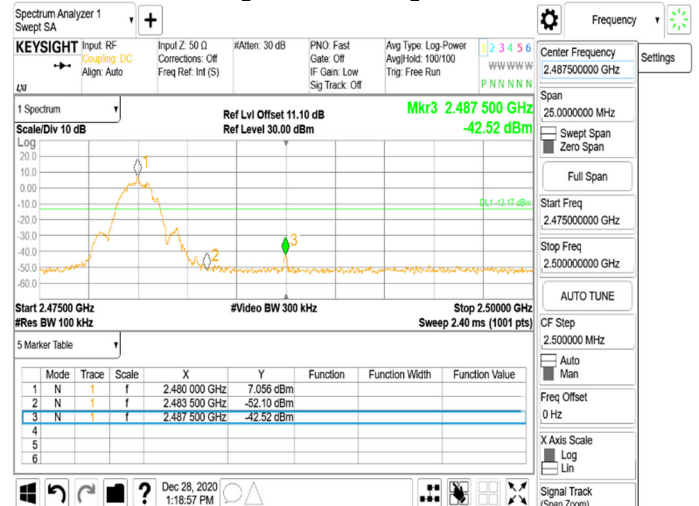 Spectrum Analyzer 1
Swept SA
KEYSIGHT
Input: RF
Coupling: DC
Align: Auto
Input Z: 50 Ω
Corrections: Off
Freq Ref: Int (S)
#Atten: 30 dB
PNO: Fast
Gate: Off
IF Gain: Low
Sig Track: Off
Avg Type: Log-Power
Avg|Hold: 100/100
Trig: Free Run
1 2 3 4 5 6
W W W W W
P N N N N N
LXI
1 Spectrum
Scale/Div 10 dB
Ref Lvl Offset 11.10 dB
Ref Level 30.00 dBm
Mkr3 2.487 500 GHz
-42.52 dBm
Log
20.0
10.0
0.00
-10.0
-20.0
-30.0
-40.0
-50.0
-60.0
1
2
3
DL1 -13.17 dBm
Start 2.47500 GHz
#Res BW 100 kHz
#Video BW 300 kHz
Stop 2.50000 GHz
Sweep 2.40 ms (1001 pts)
5 Marker Table
Mode Trace Scale X Y Function Function Width Function Value
1 N 1 f 2.480 000 GHz 7.056 dBm
2 N 1 f 2.483 500 GHz -52.10 dBm
3 N 1 f 2.487 500 GHz -42.52 dBm
4
5
6
?
Dec 28, 2020
1:18:57 PM
Frequency
Settings
Center Frequency
2.487500000 GHz
Span
25.0000000 MHz
Swept Span
Zero Span
Full Span
Start Freq
2.475000000 GHz
Stop Freq
2.500000000 GHz
AUTO TUNE
CF Step
2.500000 MHz
Auto
Man
Freq Offset
0 Hz
X Axis Scale
Log
Lin
Signal Track
(Span Zoom)